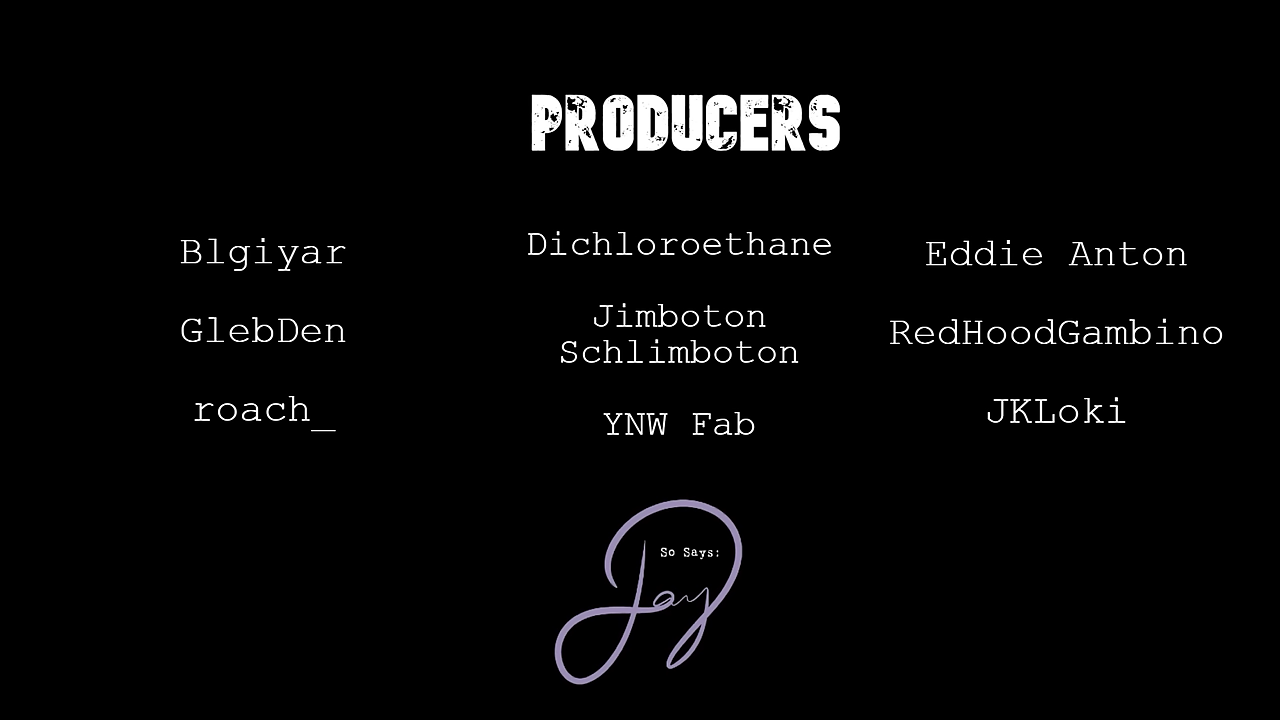 PRODUCERS
Blgiyar
GlebDen
roach_
Dichloroethane
Jimboton
Schlimboton
YNW Fab
Eddie Anton
RedHoodGambino
JKLoki
So Says:
Jay